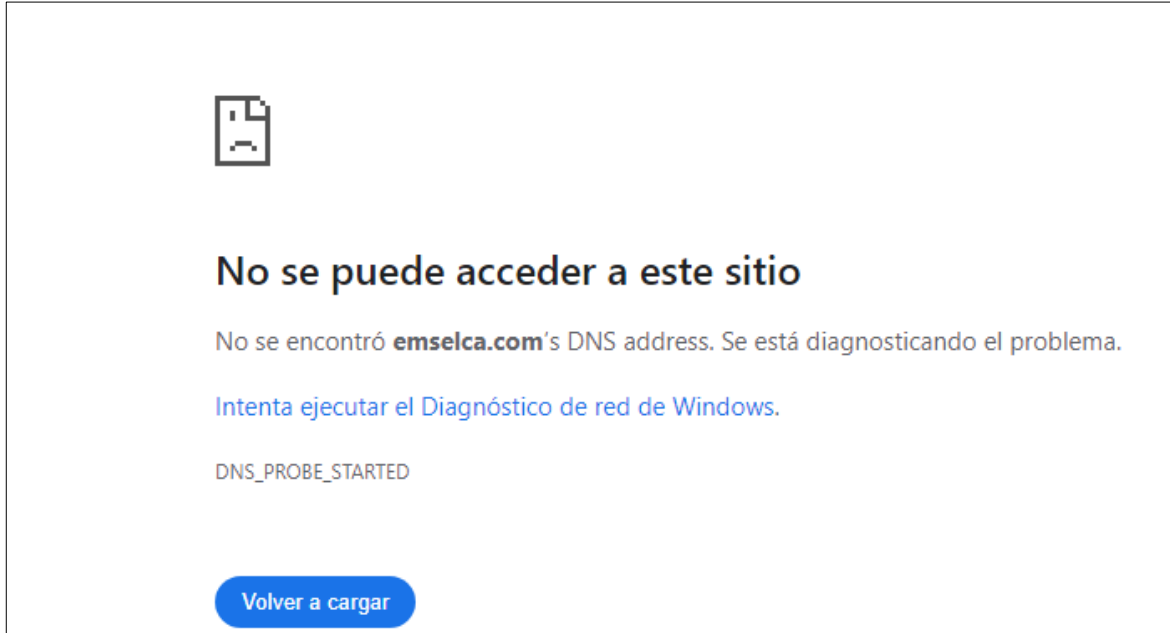 No se puede acceder a este sitio
No se encontró emselca.com's DNS address. Se está diagnosticando el problema.
Intenta ejecutar el Diagnóstico de red de Windows.
DNS_PROBE_STARTED
Volver a cargar